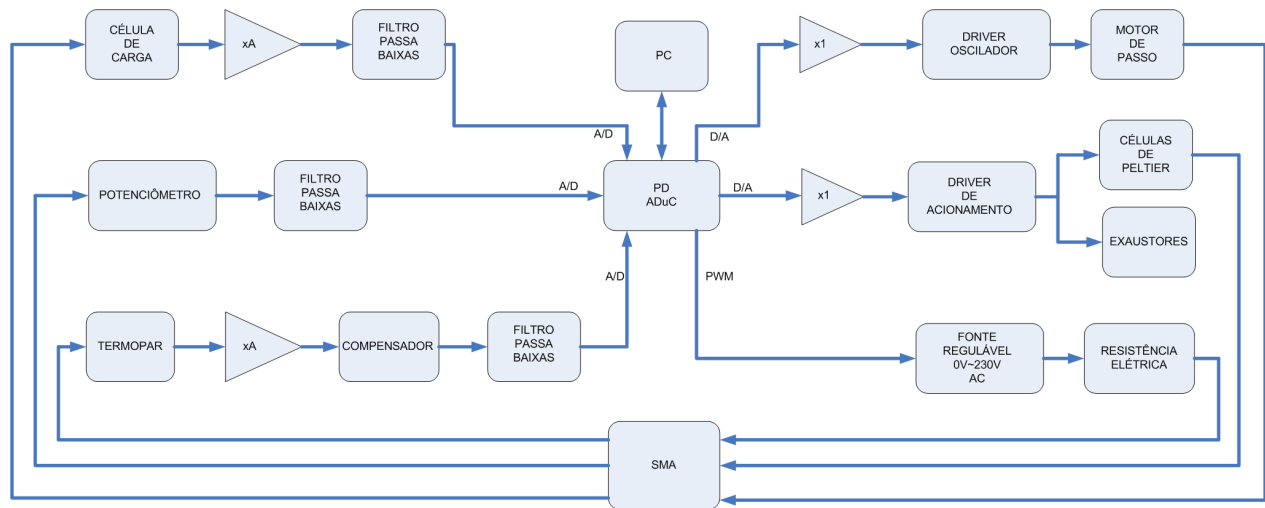 CÉLULA
DE
CARGA
xA
FILTRO
PASSA
BAIXAS
A/D
PC
D/A
x1
DRIVER
OSCILADOR
MOTOR
DE
PASSO
POTENCIÔMETRO
FILTRO
PASSA
BAIXAS
A/D
PD
ADuC
D/A
x1
DRIVER
DE
ACIONAMENTO
CÉLULAS
DE
PELTIER
EXAUSTORES
TERMOPAR
xA
COMPENSADOR
FILTRO
PASSA
BAIXAS
A/D
PWM
FONTE
REGULÁVEL
0V~230V
AC
RESISTÊNCIA
ELÉTRICA
SMA